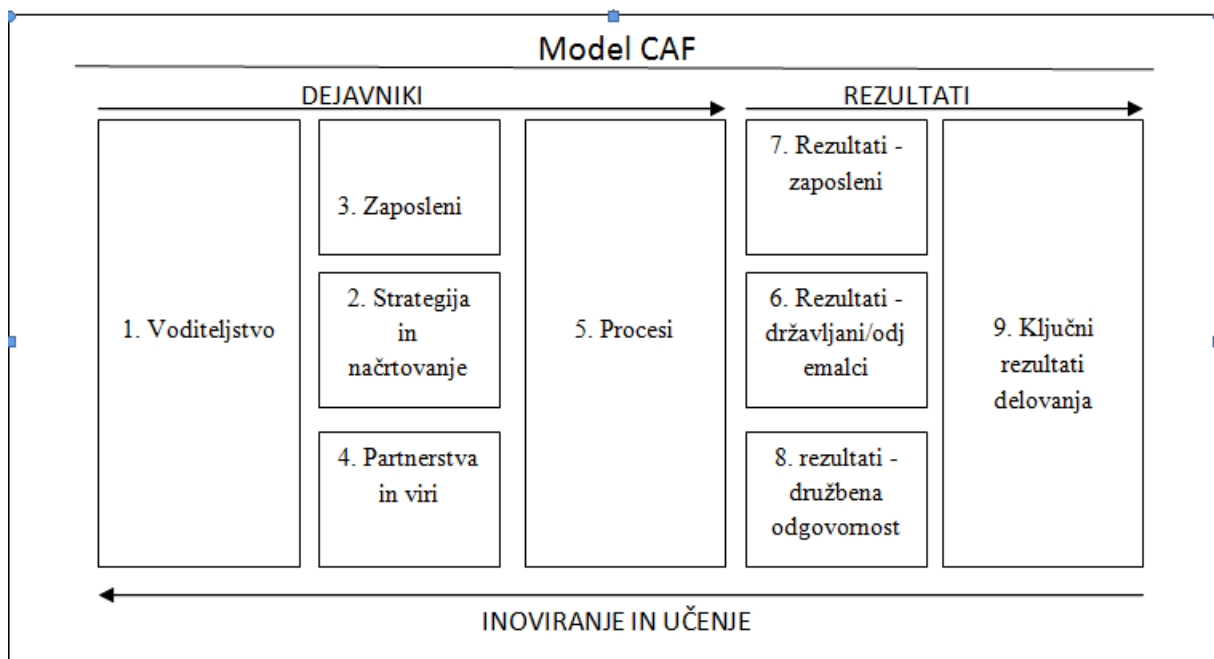 Model CAF
DEJAVNIKI
REZULTATI
1. Voditeljstvo
3. Zaposleni
2. Strategija
in
načrtovanje
4. Partnerstva
in viri
5. Procesi
7. Rezultati -
zaposleni
6. Rezultati -
državljani/odj
emalci
8. rezultati -
družbena
odgovornost
9. Ključni
rezultati
delovanja
INOVIRANJE IN UČENJE